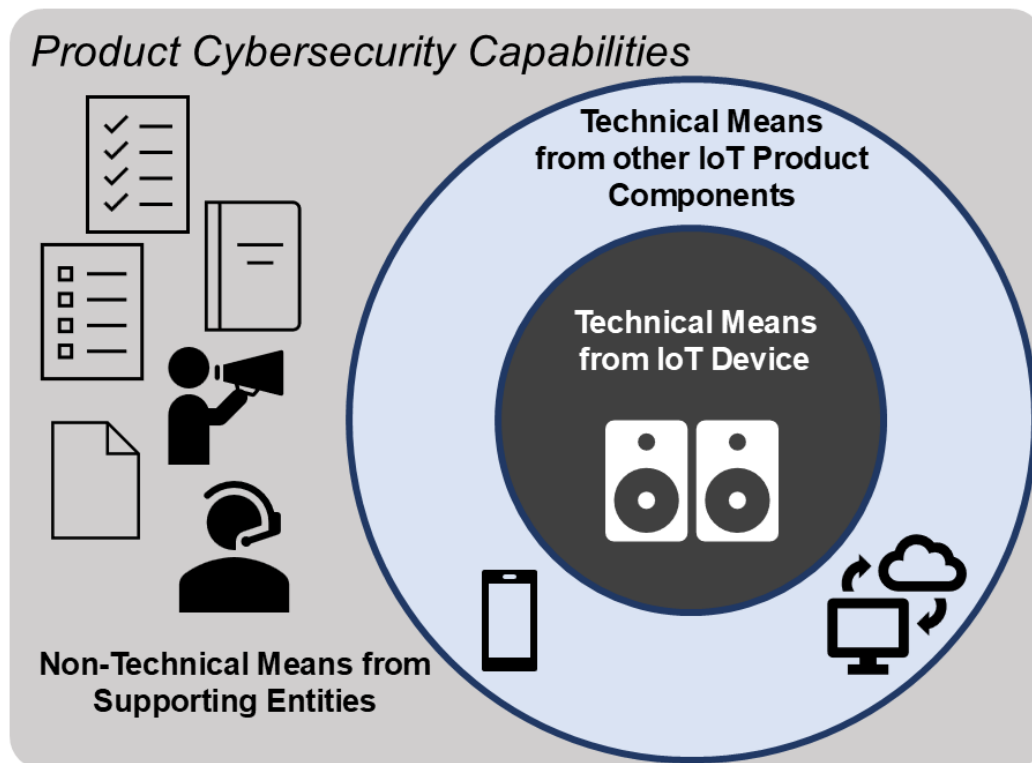 Product Cybersecurity Capabilities
Technical Means
from other IoT Product
Components
Technical Means
from IoT Device
Non-Technical Means from
Supporting Entities